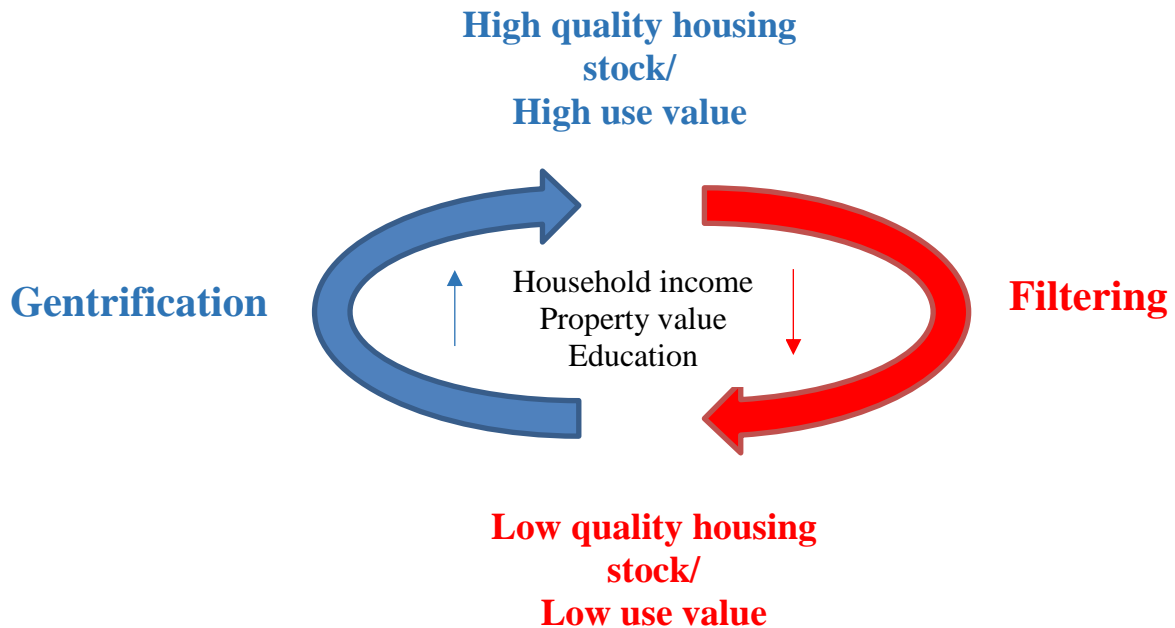 High quality housing
stock/
High use value
Gentrification
Household income
Property value
Education
Filtering
Low quality housing
stock/
Low use value